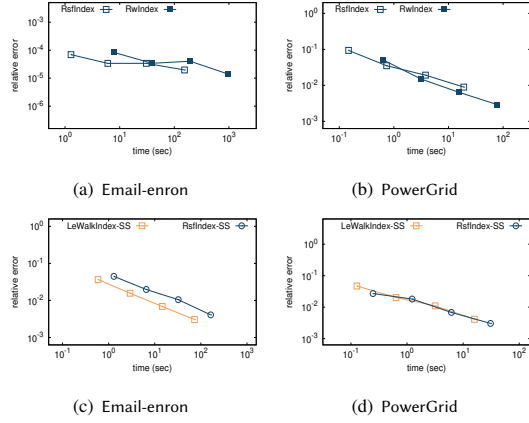 RsfIndex RwIndex
10^-3
10^-4
10^-5
10^-6
relative error
10^0 10^1 10^2 10^3
time (sec)
(a) Email-enron
RsfIndex RwIndex
10^0
10^-1
10^-2
10^-3
relative error
10^-1 10^0 10^1 10^2
time (sec)
(b) PowerGrid
LeWalkIndex-SS RsfIndex-SS
10^0
10^-1
10^-2
10^-3
relative error
10^-1 10^0 10^1 10^2 10^3
time (sec)
(c) Email-enron
LeWalkIndex-SS RsfIndex-SS
10^0
10^-1
10^-2
10^-3
relative error
10^-1 10^0 10^1 10^2
time (sec)
(d) PowerGrid